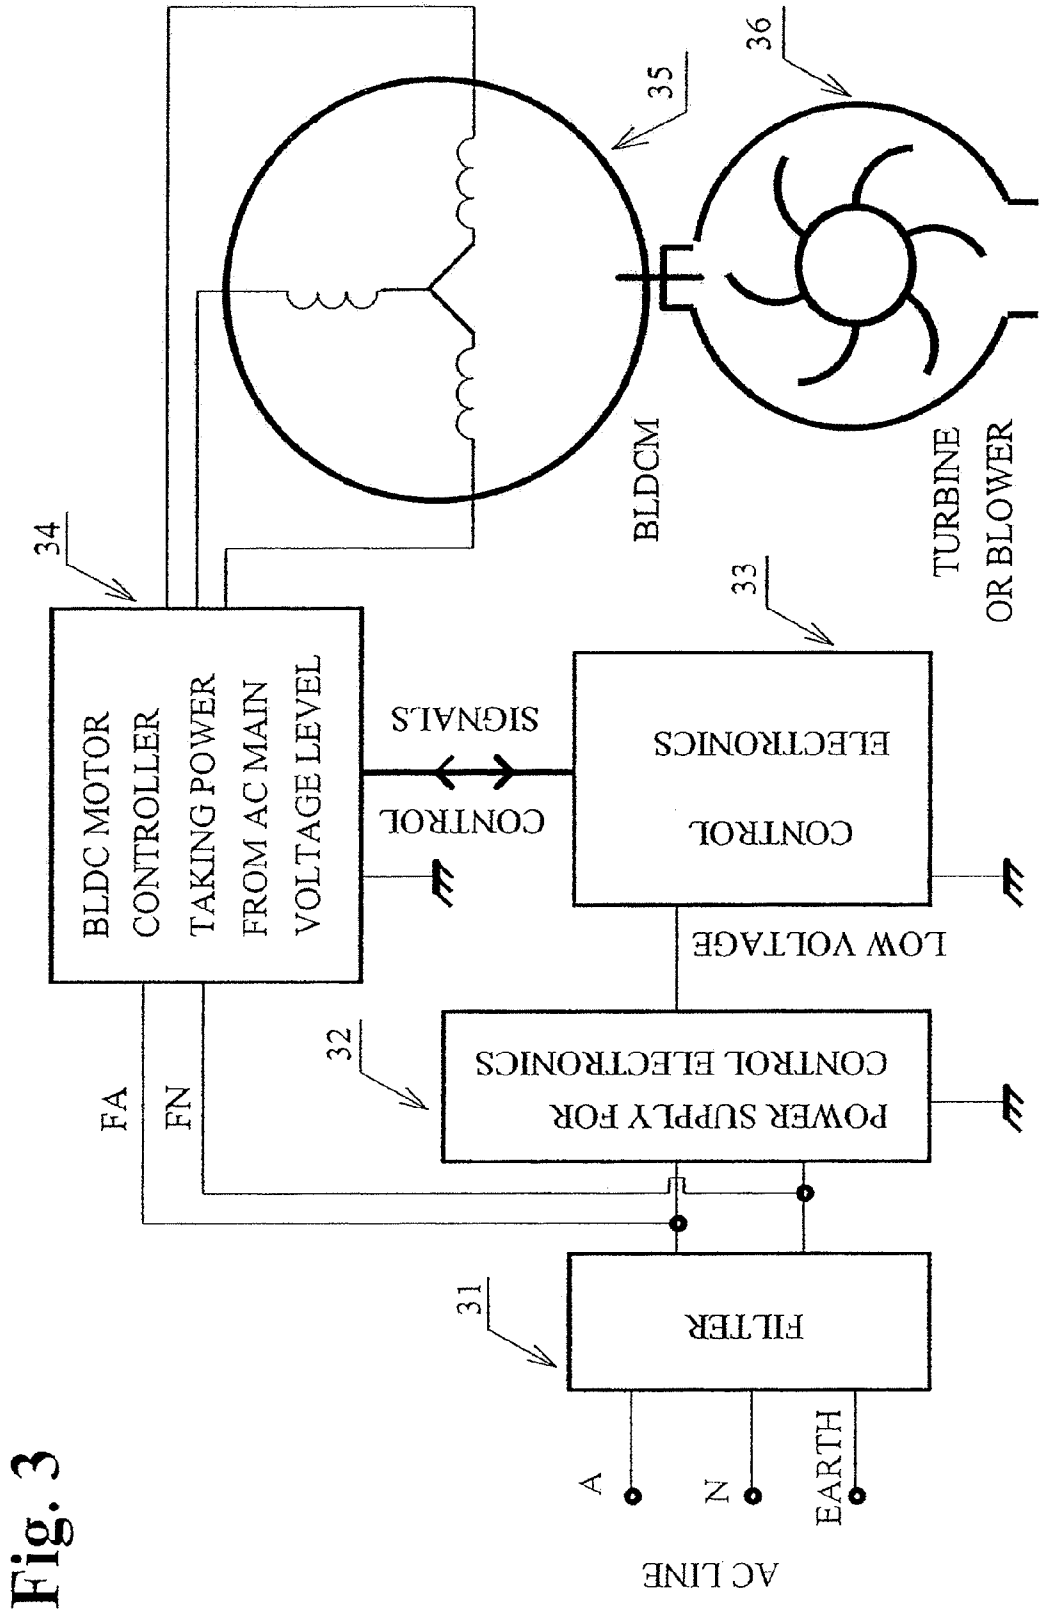 Fig. 3
34
BLDC MOTOR
CONTROLLER
TAKING POWER
FROM AC MAIN
VOLTAGE LEVEL
FA
FN
CONTROL
SIGNALS
35
BLDCM
36
TURBINE
OR BLOWER
AC LINE
A
N
EARTH
31
FILTER
32
POWER SUPPLY FOR
CONTROL ELECTRONICS
LOW VOLTAGE
33
CONTROL
ELECTRONICS